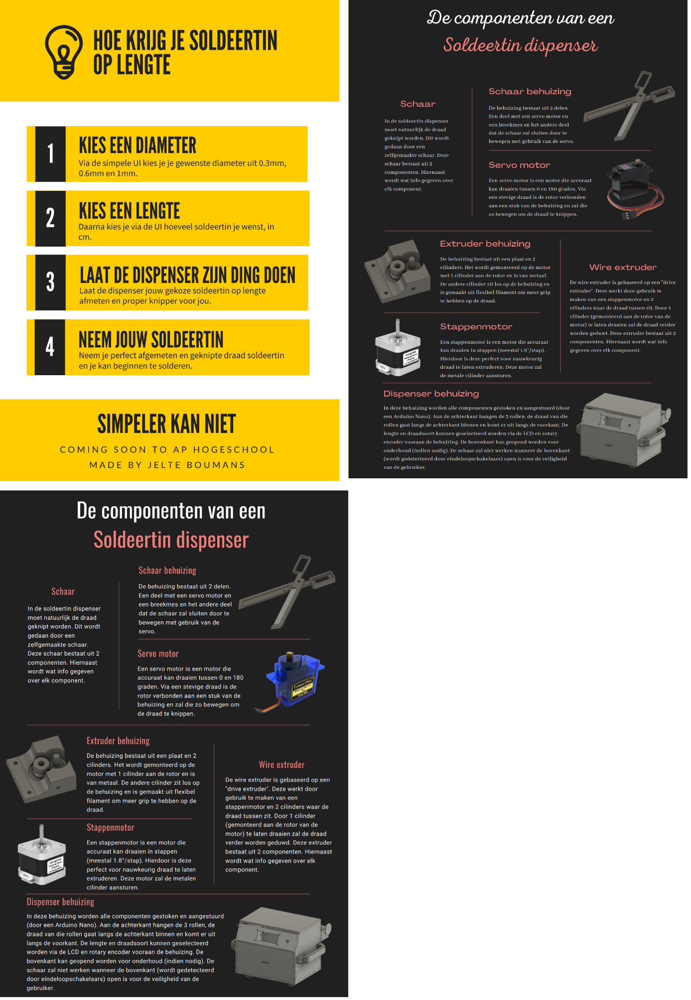 HOE KRIJG JE SOLDEERTIN
OP LENGTE
1
KIES EEN DIAMETER
Via de simpele UI kies je je gewenste diameter uit 0.3mm,
0.6mm en 1mm.
2
KIES EEN LENGTE
Daarna kies je via de UI hoeveel soldeertin je wenst, in
cm.
3
LAAT DE DISPENSER ZIJN DING DOEN
Laat de dispenser jouw gekoze soldeertin op lengte
afmeten en proper knipper voor jou.
4
NEEM JOUW SOLDEERTIN
Neem je perfect afgemeten en geknipte draad soldeertin
en je kan beginnen te solderen.
SIMPELER KAN NIET
COMING SOON TO AP HOGESCHOOL
MADE BY JELTE BOUMANS
De componenten van een
Soldeertin dispenser
Schaar
In de soldeertin dispenser
moet natuurlijk de draad
geknipt worden. Dit wordt
gedaan door een
zelfgemaakte schaar. Deze
schaar bestaat uit 2
componenten. Hiernaast
wordt wat info gegeven over
elk component.
Schaar behuizing
De behuizing bestaat uit 2 delen.
Een deel met een servo motor en
een breekmes en het andere deel
dat de schaar zal sluiten door te
bewegen met gebruik van de servo.
Servo motor
Een servo motor is een motor die accuraat
kan draaien tussen 0 en 180 graden. Via
een stevige draad is de rotor verbonden
aan een stuk van de behuizing en zal die
zo bewegen om de draad te knippen.
Extruder behuizing
De behuizing bestaat uit een plaat en 2
cilinders. Het wordt gemonteerd op de motor
met 1 cilinder aan de rotor en is van metaal.
De andere cilinder zit los op de behuizing en
is gemaakt uit flexibel filament om meer grip
te hebben op de draad.
Stappenmotor
Een stappenmotor is een motor die accuraat
kan draaien in stappen (meestal 1.8°/stap).
Hierdoor is deze perfect voor nauwkeurig
draad te laten extruderen. Deze motor zal
de metale cilinder aansturen.
Wire extruder
De wire extruder is gebaseerd op een "drive
extruder". Deze werkt door gebruik te
maken van een stappenmotor en 2
cilinders waar de draad tussen zit. Door 1
cilinder (gemonteerd aan de rotor van de
motor) te laten draaien zal de draad verder
worden geduwt. Deze extruder bestaat uit 2
componenten. Hiernaast wordt wat info
gegeven over elk component.
Dispenser behuizing
In deze behuizing worden alle componenten gestoken en aangestuurd (door
een Arduino Nano). Aan de achterkant hangen de 3 rollen, de draad van die
rollen gaat langs de achterkant binnen en komt er uit langs de voorkant. De
lengte en draadsoort kunnen geselecteerd worden via de LCD en rotary
encoder vooraan de behuizing. De bovenkant kan geopend worden voor
onderhoud (indien nodig). De schaar zal niet werken wanneer de bovenkant
(wordt gedetecteerd door eindeloopschakelaars) open is voor de veiligheid
van de gebruiker.
De componenten van een
Soldeertin dispenser
Schaar
In de soldeertin dispenser
moet natuurlijk de draad
geknipt worden. Dit wordt
gedaan door een
zelfgemaakte schaar.
Deze schaar bestaat uit 2
componenten. Hiernaast
wordt wat info gegeven
over elk component.
Schaar behuizing
De behuizing bestaat uit 2 delen.
Een deel met een servo motor en
een breekmes en het andere deel
dat de schaar zal sluiten door te
bewegen met gebruik van de
servo.
Servo motor
Een servo motor is een motor die
accuraat kan draaien tussen 0 en 180
graden. Via een stevige draad is de
rotor verbonden aan een stuk van de
behuizing en zal die zo bewegen om
de draad te knippen.
TOWER PRO
SG90
Extruder behuizing
De behuizing bestaat uit een plaat en 2
cilinders. Het wordt gemonteerd op de
motor met 1 cilinder aan de rotor en is
van metaal. De andere cilinder zit los op
de behuizing en is gemaakt uit flexibel
filament om meer grip te hebben op de
draad.
Stappenmotor
Een stappenmotor is een motor die
accuraat kan draaien in stappen
(meestal 1.8°/stap). Hierdoor is deze
perfect voor nauwkeurig draad te laten
extruderen. Deze motor zal de metalen
cilinder aansturen.
Wire extruder
De wire extruder is gebaseerd op een
"drive extruder". Deze werkt door
gebruik te maken van een
stappenmotor en 2 cilinders waar de
draad tussen zit. Door 1 cilinder
(gemonteerd aan de rotor van de
motor) te laten draaien zal de draad
verder worden geduwd. Deze extruder
bestaat uit 2 componenten. Hiernaast
wordt wat info gegeven over elk
component.
Dispenser behuizing
In deze behuizing worden alle componenten gestoken en aangestuurd
(door een Arduino Nano). Aan de achterkant hangen de 3 rollen, de
draad van die rollen gaat langs de achterkant binnen en komt er uit
langs de voorkant. De lengte en draadsoort kunnen geselecteerd
worden via de LCD en rotary encoder vooraan de behuizing. De
bovenkant kan geopend worden voor onderhoud (indien nodig). De
schaar zal niet werken wanneer de bovenkant (wordt gedetecteerd
door eindeloopschakelaars) open is voor de veiligheid van de
gebruiker.